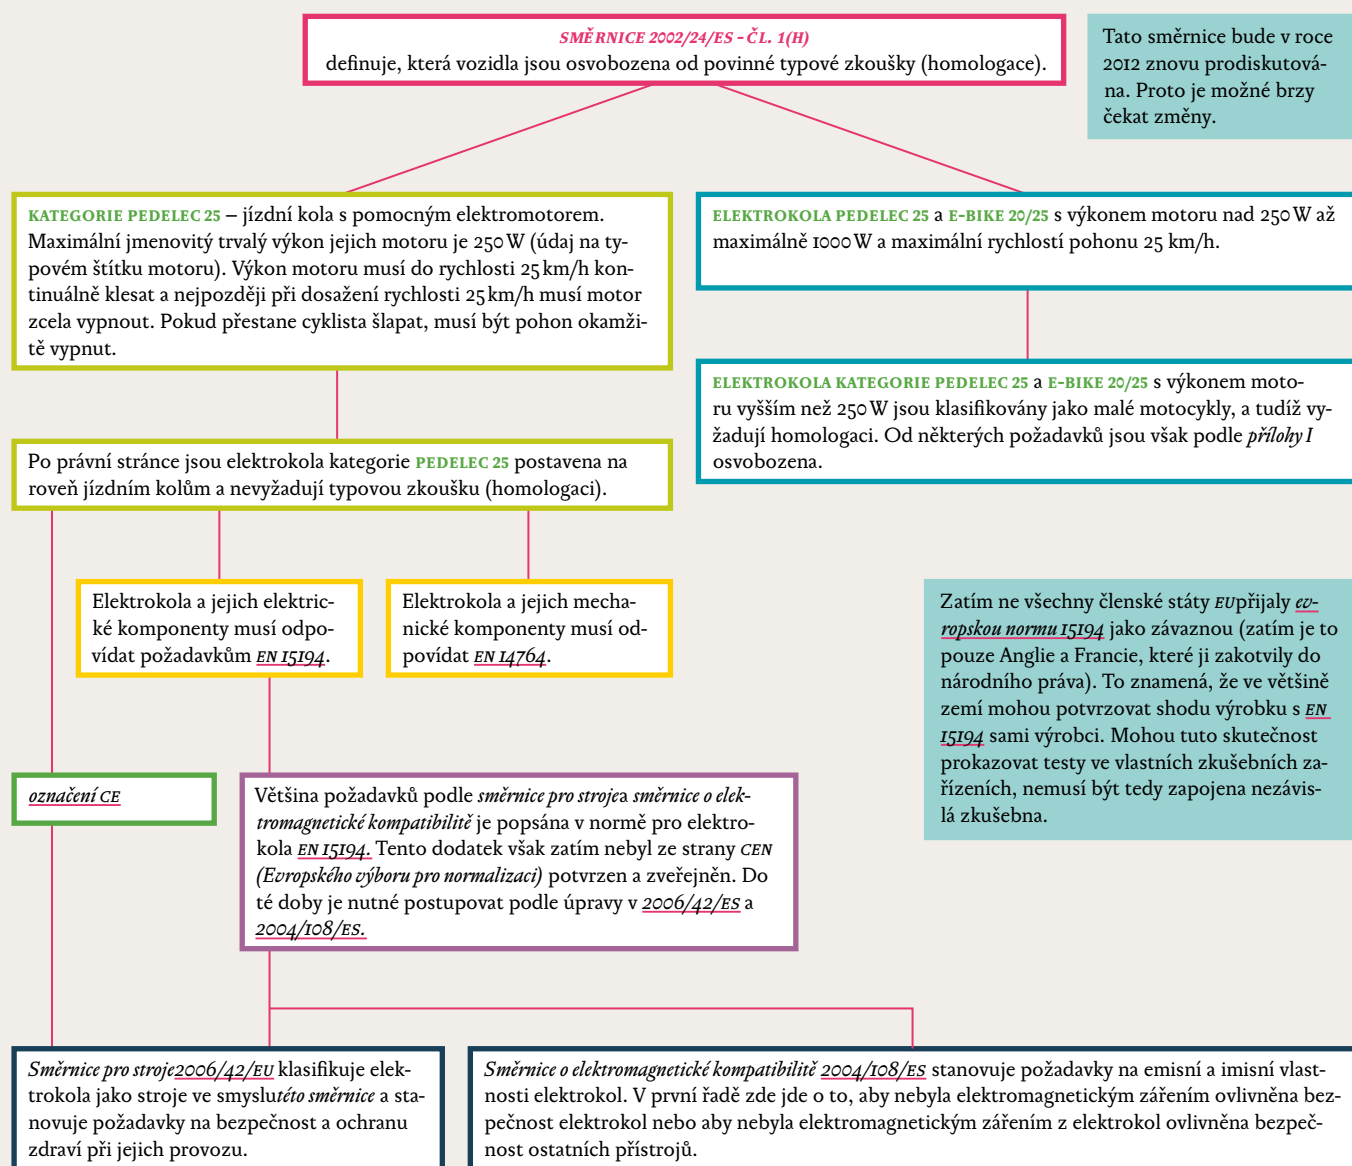 SMĚRNICE 2002/24/ES - ČL. 1(H)
definuje, která vozidla jsou osvobozena od povinné typové zkoušky (homologace).
Tato směrnice bude v roce
2012 znovu prodiskutová-
na. Proto je možné brzy
čekat změny.
KATEGORIE PEDELEC 25 – jízdní kola s pomocným elektromotorem.
Maximální jmenovitý trvalý výkon jejich motoru je 250 W (údaj na ty-
povém štítku motoru). Výkon motoru musí do rychlosti 25 km/h kon-
tinuálně klesat a nejpozději při dosažení rychlosti 25 km/h musí motor
zcela vypnout. Pokud přestane cyklista šlapat, musí být pohon okamži-
tě vypnut.
ELEKTROKOLA PEDELEC 25 a E-BIKE 20/25 s výkonem motoru nad 250 W až
maximálně 1000 W a maximální rychlostí pohonu 25 km/h.
ELEKTROKOLA KATEGORIE PEDELEC 25 a E-BIKE 20/25 s výkonem moto-
ru vyšším než 250 W jsou klasifikovány jako malé motocykly, a tudíž vy-
žadují homologaci. Od některých požadavků jsou však podle přílohy I
osvobozena.
Po právní stránce jsou elektrokola kategorie PEDELEC 25 postavena na
roveň jízdním kolům a nevyžadují typovou zkoušku (homologaci).
Elektrokola a jejich elektric-
ké komponenty musí odpo-
vídat požadavkům EN 15194.
Elektrokola a jejich mecha-
nické komponenty musí od-
povídat EN 14764.
Zatím ne všechny členské státy EUpřijaly ev-
ropskou normu 15194 jako závaznou (zatím je to
pouze Anglie a Francie, které ji zakotvily do
národního práva). To znamená, že ve většině
zemí mohou potvrzovat shodu výrobku s EN
15194 sami výrobci. Mohou tuto skutečnost
prokazovat testy ve vlastních zkušebních za-
řízeních, nemusí být tedy zapojena nezávis-
lá zkušebna.
označení CE
Většina požadavků podle směrnice pro strojea směrnice o elek-
tromagnetické kompatibilitě je popsána v normě pro elektro-
kola EN 15194. Tento dodatek však zatím nebyl ze strany CEN
(Evropského výboru pro normalizaci) potvrzen a zveřejněn. Do
té doby je nutné postupovat podle úpravy v 2006/42/ES a
2004/108/ES.
Směrnice pro stroje2006/42/EU klasifikuje elek-
trokola jako stroje ve smyslutéto směrnice a sta-
novuje požadavky na bezpečnost a ochranu
zdraví při jejich provozu.
Směrnice o elektromagnetické kompatibilitě 2004/108/ES stanovuje požadavky na emisní a imisní vlast-
nosti elektrokol. V první řadě zde jde o to, aby nebyla elektromagnetickým zářením ovlivněna bez-
pečnost elektrokol nebo aby nebyla elektromagnetickým zářením z elektrokol ovlivněna bezpeč-
nost ostatních přístrojů.